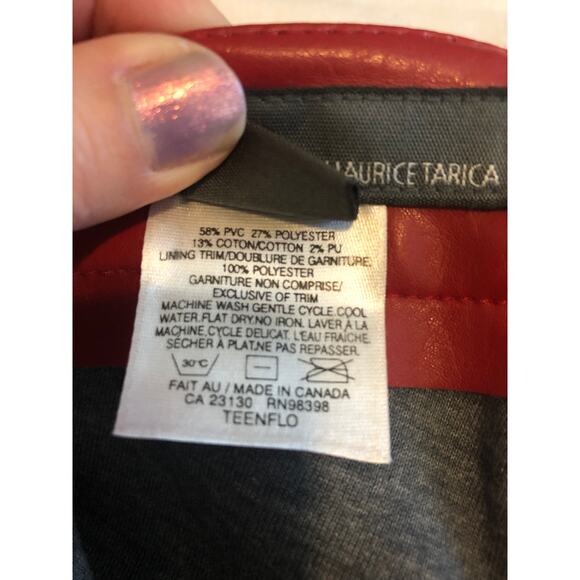 AURICE TARICA
58% PVC 27% POLYESTER
13% COTON/COTTON 2% PU
LINING TRIM/DOUBLURE DE GARNITURE.
100% POLYESTER
GARNITURE NON COMPRISE/
EXCLUSIVE OF TRIM
MACHINE WASH GENTLE CYCLE.COOL
WATER.FLAT DRY.NO IRON. LAVER À LA
MACHINE,CYCLE DELICAT. L'EAU FRAÎCHE.
SÉCHER À PLAT.NE PAS REPASSER.
30°C
FAIT AU / MADE IN CANADA
CA 23130 RN98398
TEENFLO